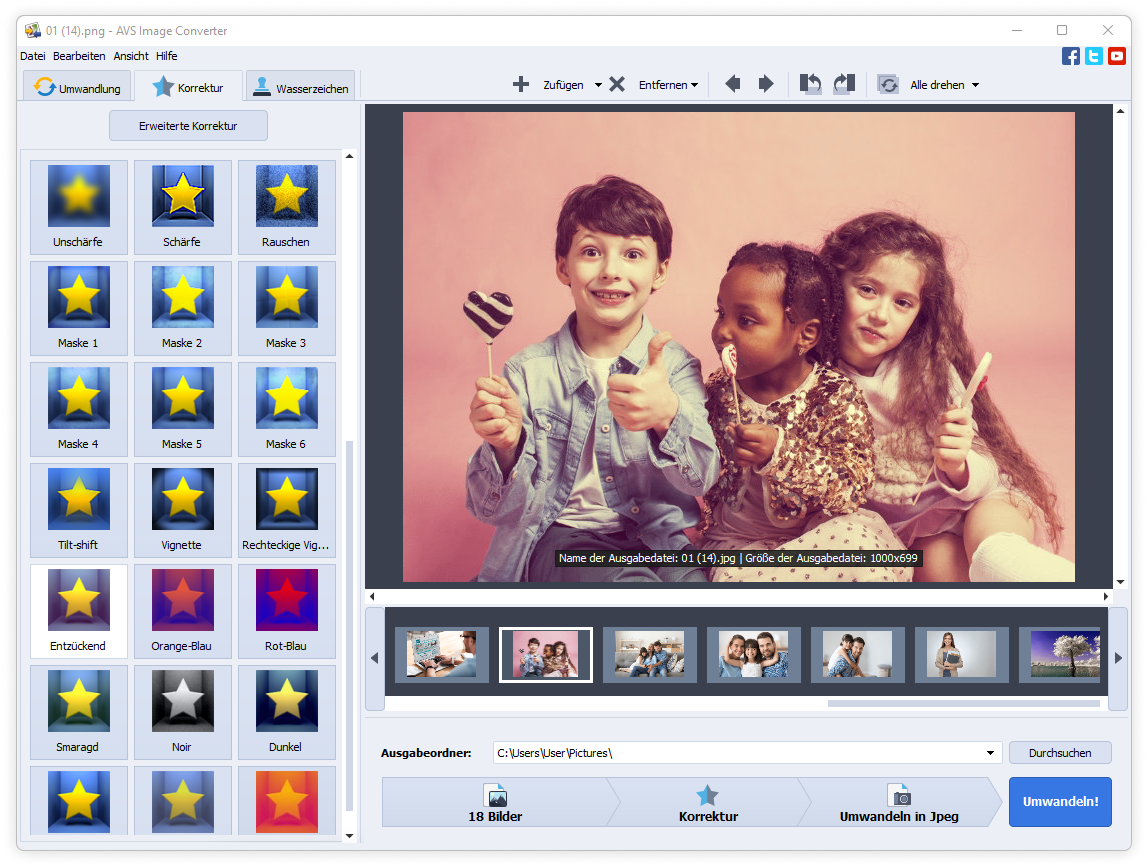 01 (14).png - AVS Image Converter
Datei Bearbeiten Ansicht Hilfe
Umwandlung Korrektur Wasserzeichen
Zufügen Entfernen Alle drehen
Erweiterte Korrektur
Unschärfe Schärfe Rauschen
Maske 1 Maske 2 Maske 3
Maske 4 Maske 5 Maske 6
Tilt-shift Vignette Rechteckige Vig...
Entzückend Orange-Blau Rot-Blau
Smaragd Noir Dunkel
Name der Ausgabedatei: 01 (14).jpg | Größe der Ausgabedatei: 1000x699
Ausgabeordner: C:\Users\User\Pictures\ Durchsuchen
18 Bilder Korrektur Umwandeln in Jpeg Umwandeln!